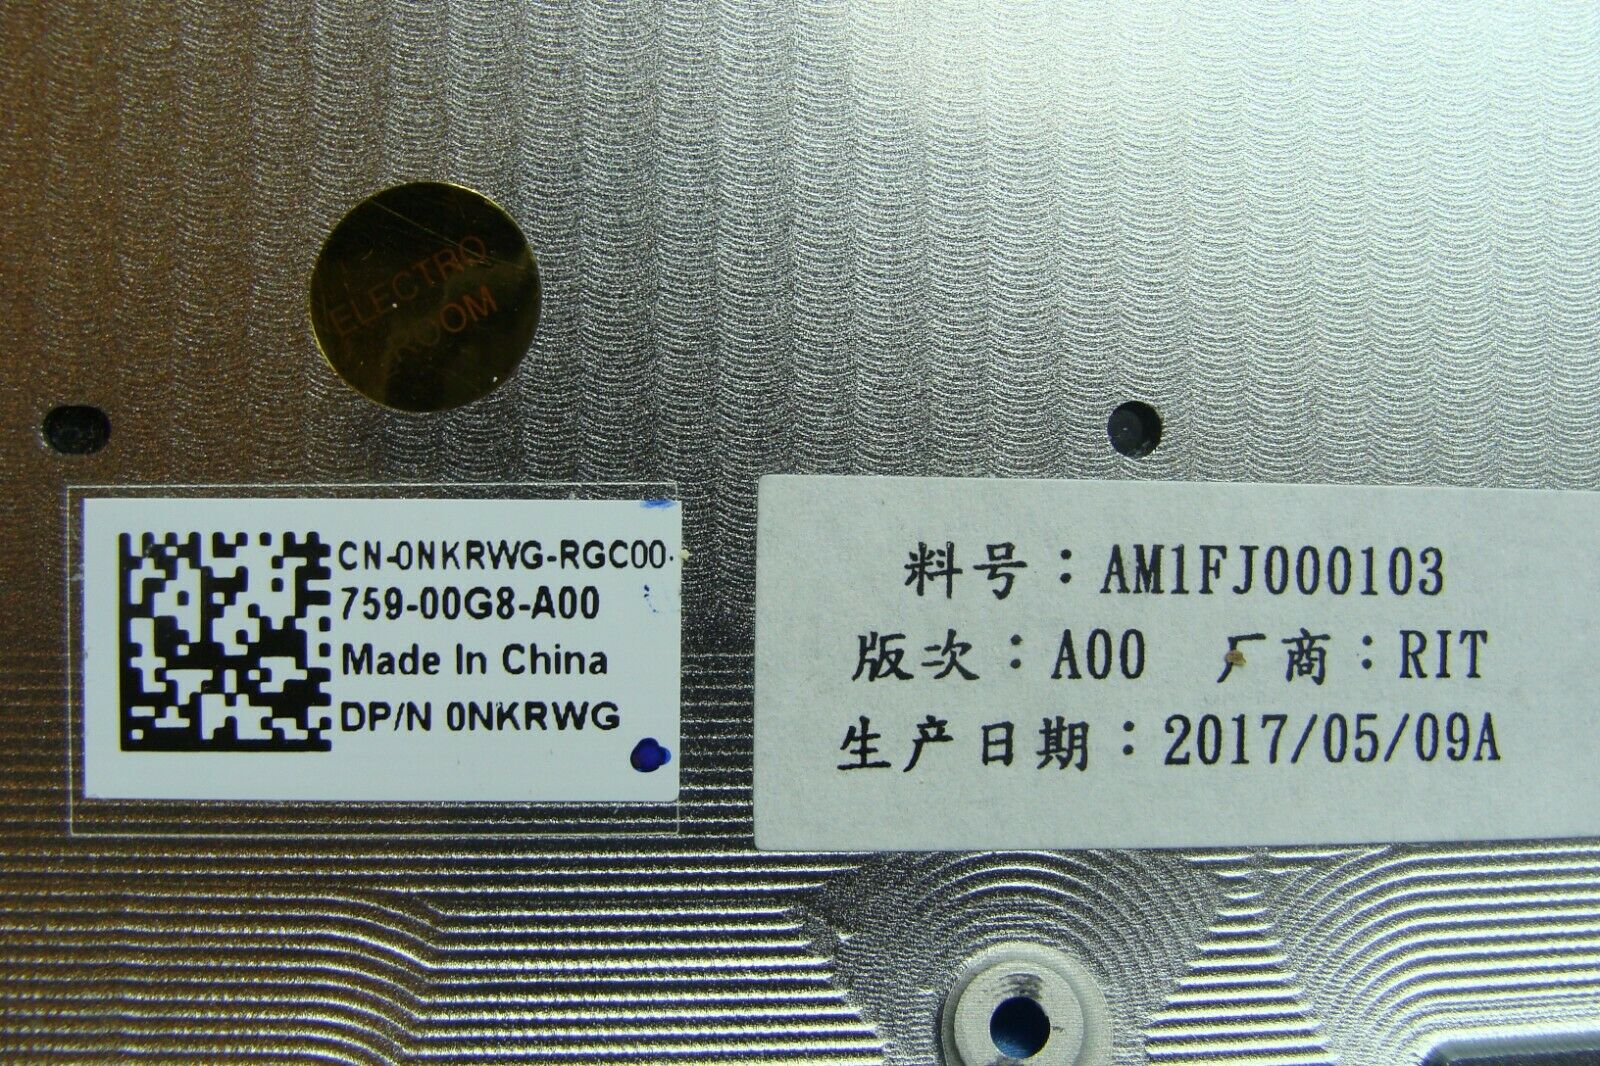 ELECTRO
ROOM
CN-0NKRWG-RGC00-
759-00G8-A00
Made In China
DP/N 0NKRWG
料号：AM1FJ000103
版次：A00 厂商：RIT
生产日期：2017/05/09A